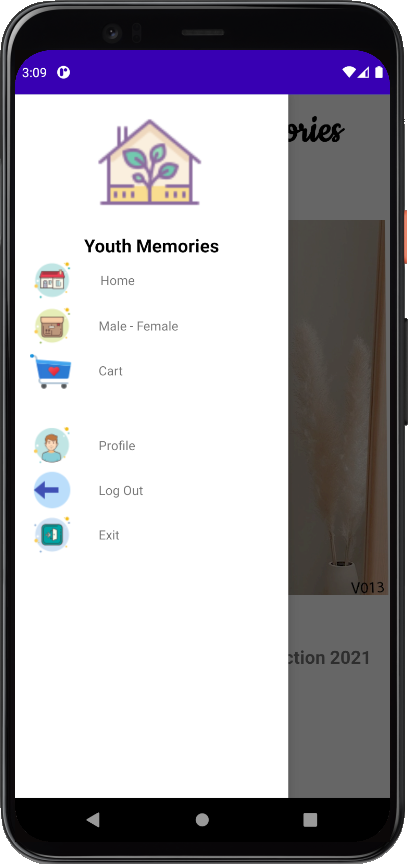 3:09
ories
Youth Memories
Home
Male - Female
Cart
Profile
Log Out
Exit
V013
ction 2021